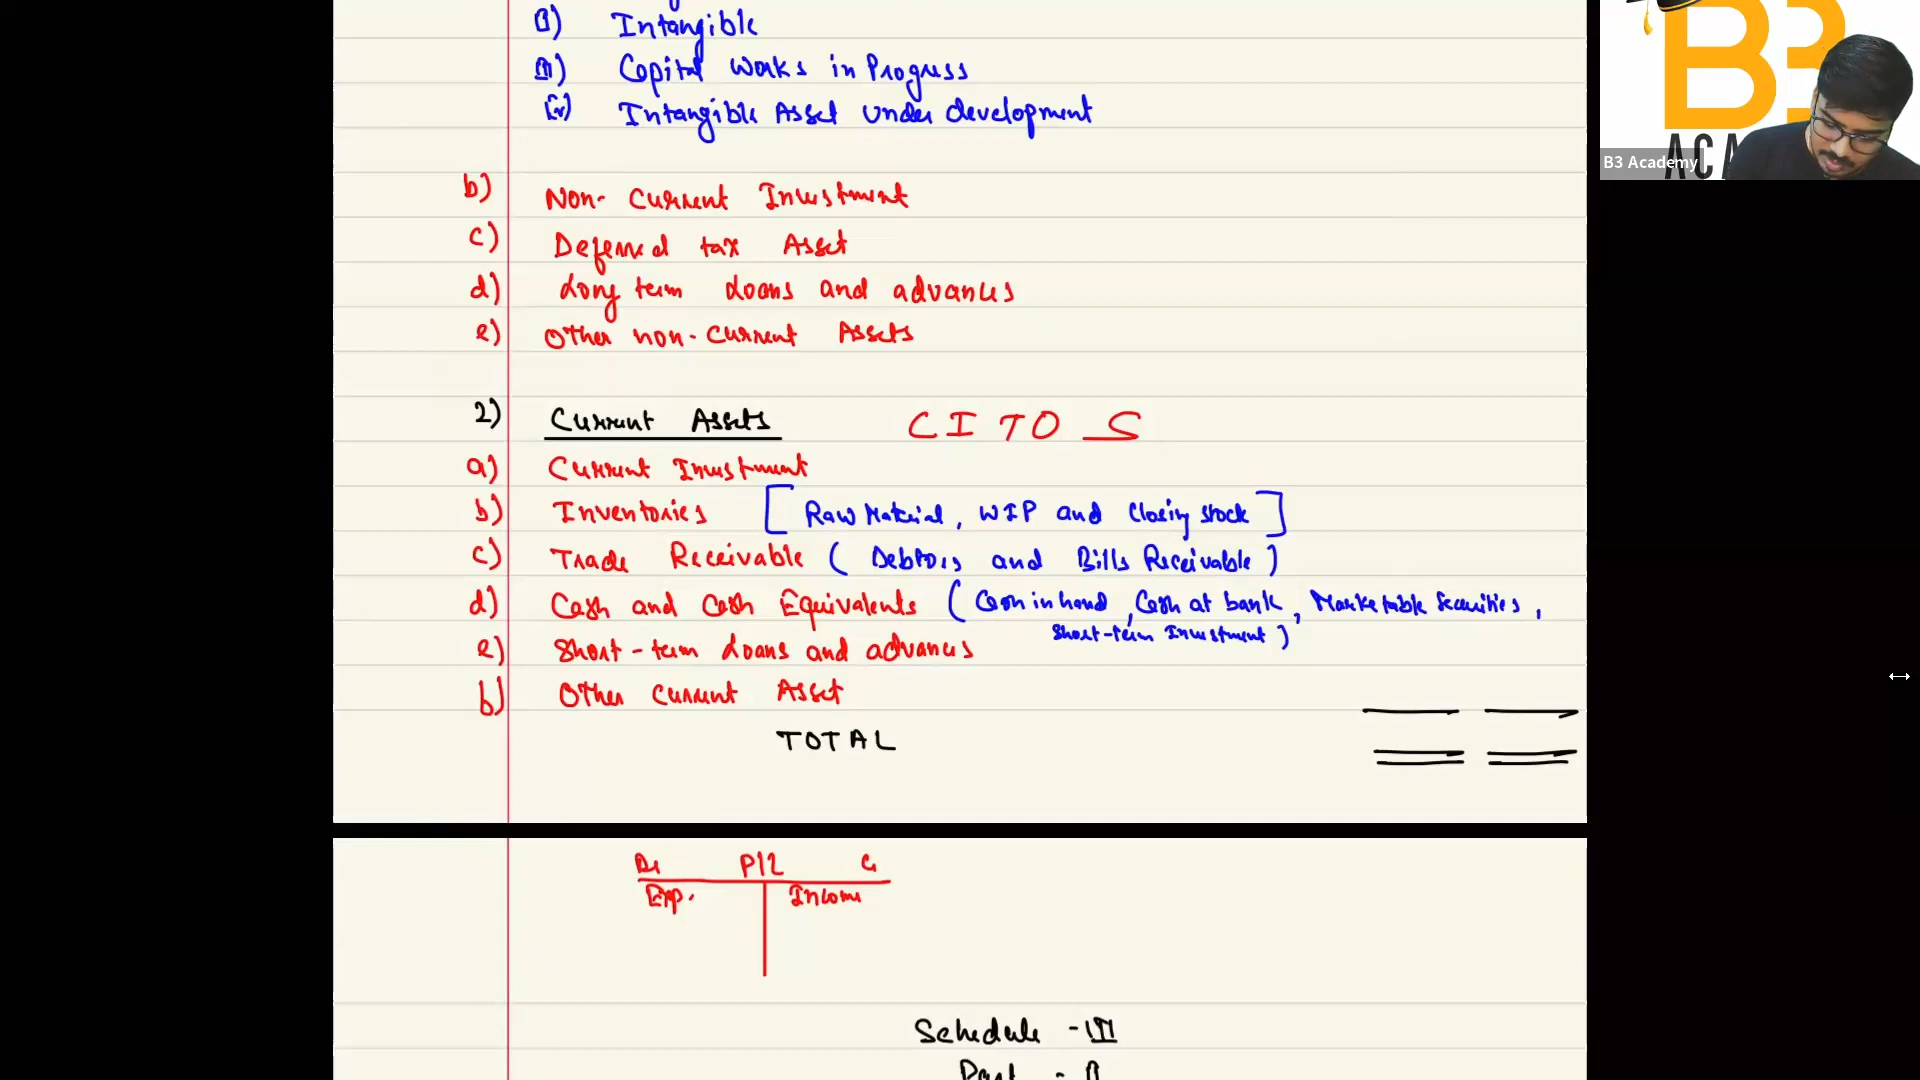 ii) Intangible
iii) Capital Works in Progress
iv) Intangible Asset Under development
b) Non-Current Investment
c) Deferred tax Asset
d) Long term Loans and advances
e) Other non-Current Assets
2) Current Assets CITO S
a) Current Investment
b) Inventories [Raw Material, WIP and Closing stock]
c) Trade Receivable (Debtors and Bills Receivable)
d) Cash and Cash Equivalents (Cash in hand, Cash at bank, Marketable Securities,
Short-term Investment)
e) Short-term Loans and advances
b) Other Current Asset
TOTAL
Dr P/L Cr
Exp. Income
Schedule - III
Part -
B3
ACA
B3 Academy